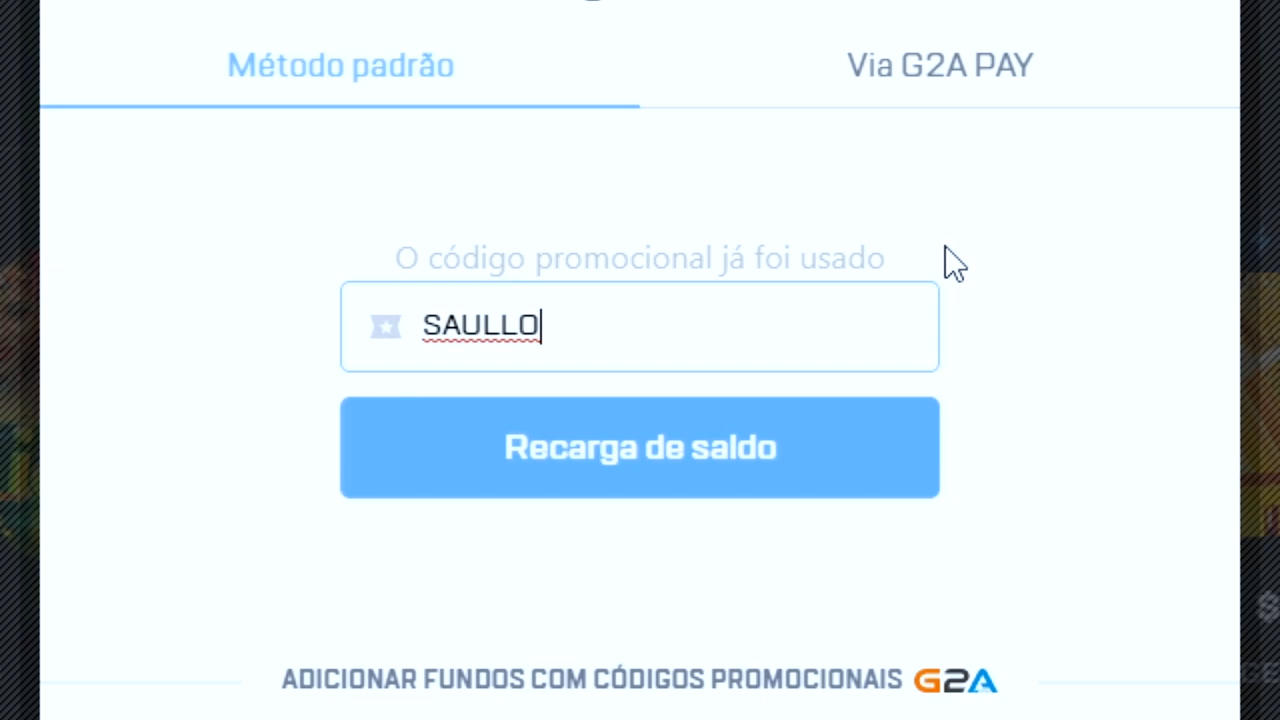 Método padrão
Via G2A PAY
O código promocional já foi usado
SAULLO
Recarga de saldo
ADICIONAR FUNDOS COM CÓDIGOS PROMOCIONAIS G2A
$